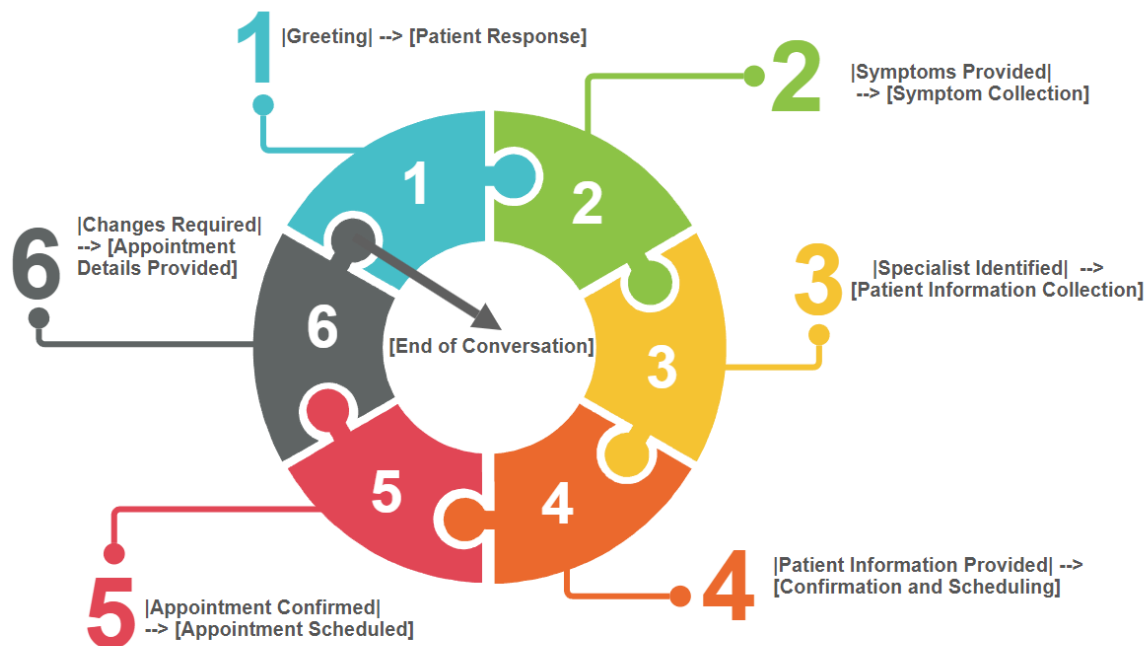 1
|Greeting| --> [Patient Response]
2
|Symptoms Provided|
--> [Symptom Collection]
3
|Specialist Identified| -->
[Patient Information Collection]
4
|Patient Information Provided| -->
[Confirmation and Scheduling]
5
|Appointment Confirmed|
--> [Appointment Scheduled]
6
|Changes Required|
--> [Appointment
Details Provided]
1
2
3
4
5
6
[End of Conversation]